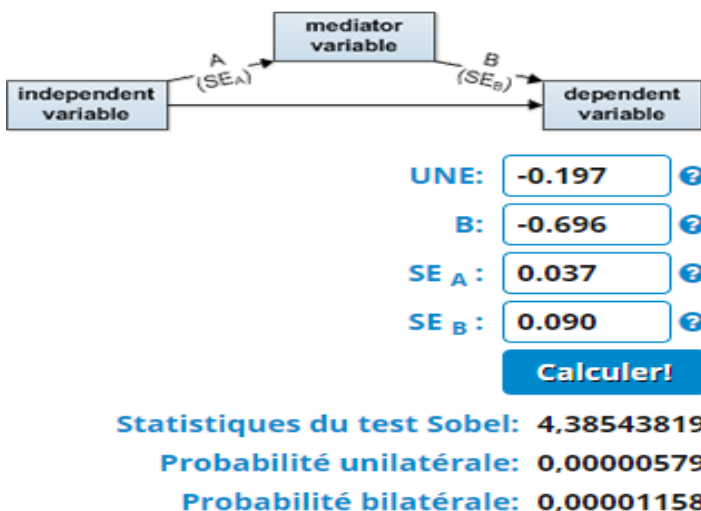 mediator
variable
A
(SEA)
B
(SEB)
independent
variable
dependent
variable
UNE: -0.197
B: -0.696
SE A : 0.037
SE B : 0.090
Calculer!
Statistiques du test Sobel: 4,38543819
Probabilité unilatérale: 0,00000579
Probabilité bilatérale: 0,00001158